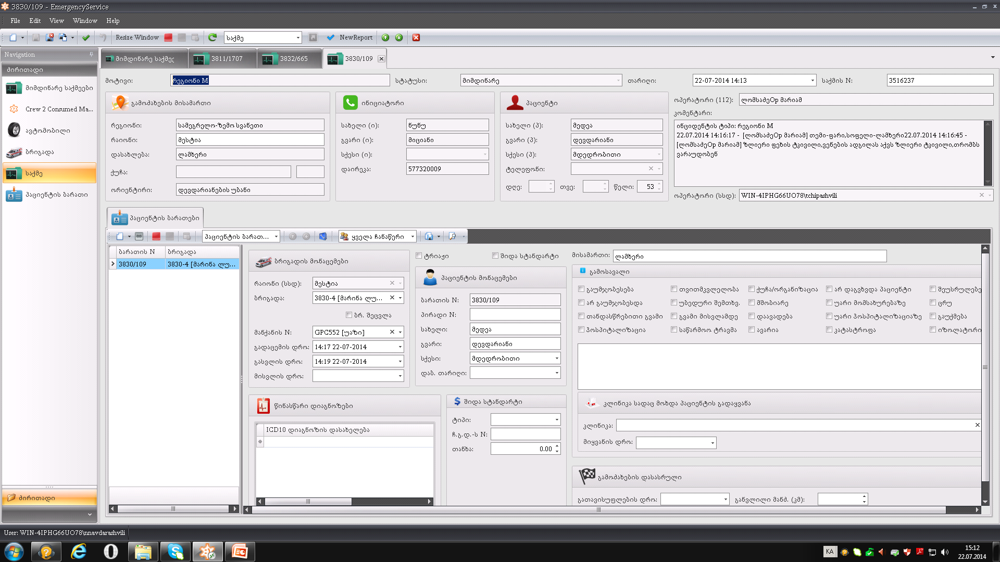 3830/109 - EmergencyService
File Edit View Window Help
Resize Window საქმე NewReport
Navigation
პირითადი
მიმდინარე საქმეები
Crew 2 Consumed Ma...
ავტომობილი
ბრიგადა
საქმე
პაციენტის ბარათი
პირითადი
მიმდინარე საქმეე 3811/1707 3832/665 3830/109
მოტივი: რეგიონი M სტატუსი: მიმდინარე თარიღი: 22-07-2014 14:13 საქმის N: 3516237
გამოძახების მისამართი
რეგიონი: სამეგრელო-ზემო სვანეთი
რაიონი: მესტია
დასახლება: ლამხერი
ქუჩა:
ორიენტირი: დევდარიანების უბანი
ინიციატორი
სახელი (ი): ნუნუ
გვარი (ი): მიციანი
სქესი (ი):
დაირეკა: 577320009
პაციენტი
სახელი (პ): მედეა
გვარი (პ): დევდარიანი
სქესი (პ): მდედრობითი
ტელეფონი:
დღე: თვე: წელი: 53
ოპერატორი (112): ლომსაძეOp მარიამ
კომენტარი:
ინციდენტის ტიპი: რეგიონი M
22.07.2014 14:16:17 - [ლომსაძეOp მარიამ] თემი-ფარი,სოფელი-ლამხერი22.07.2014 14:16:45 -
[ლომსაძეOp მარიამ] ზლიერი ფეხის ტკივილი,ვენების ადგილას აქვს ზლიერი ტკივილი,თრომბს
ვარაუდობენ
ოპერატორი (სსდ): WIN-4IPHG66UO78\tchipashvili
პაციენტის ბარათები
პაციენტის ბარათ... ყველა ჩანაწერი
ბარათის N ბრიგადა
3830/109 3830-4 [მარინა ლუ...
ბრიგადის მონაცემები
რაიონი (სსდ): მესტია
ბრიგადა: 3830-4 [მარინა ლუ...
ბრ. შეცვლა
მანქანის N: GPC552 [უაზი]
გადაცემის დრო: 14:17 22-07-2014
გასვლის დრო: 14:19 22-07-2014
მისვლის დრო:
ტრიაჟი შიდა სტანდარტი
პაციენტის მონაცემები
ბარათის N: 3830/109
პირადი N:
სახელი: მედეა
გვარი: დევდარიანი
სქესი: მდედრობითი
დაბ. თარიღი:
მისამართი: ლამხერი
გამოსავალი
გაუმჯობესება თვითმკვლელობა ქუჩა/ორგანიზაცია არ დაგვხვდა პაციენტი შეუსრულებე
არ გაუმჯობესდა უბედური შემთხვ. მშობიარე უარი მომსახურებაზე ცრუ
თანდასწრებითი გვამი გვამი მისვლამდე დაავადება უარი ჰოსპიტალიზაციაზე გაუქმება
ჰოსპიტალიზაცია საწარმოო ტრავმა ავარია კატასტროფა იზოლატორი
წინასწარი დიაგნოზები
ICD10 დიაგნოზის დასახელება
შიდა სტანდარტი
ტიპი:
ჩ.გ.დ.-ს N:
თანხა: 0.00
კლინიკა სადაც მოხდა პაციენტის გადაყვანა
კლინიკა:
მიყვანის დრო:
გამოძახების დასასრული
გათავისუფლების დრო: განვლილი მანძ. (კმ):
User: WIN-4IPHG66UO78\nnavdarashvili
KA
15:12
22.07.2014